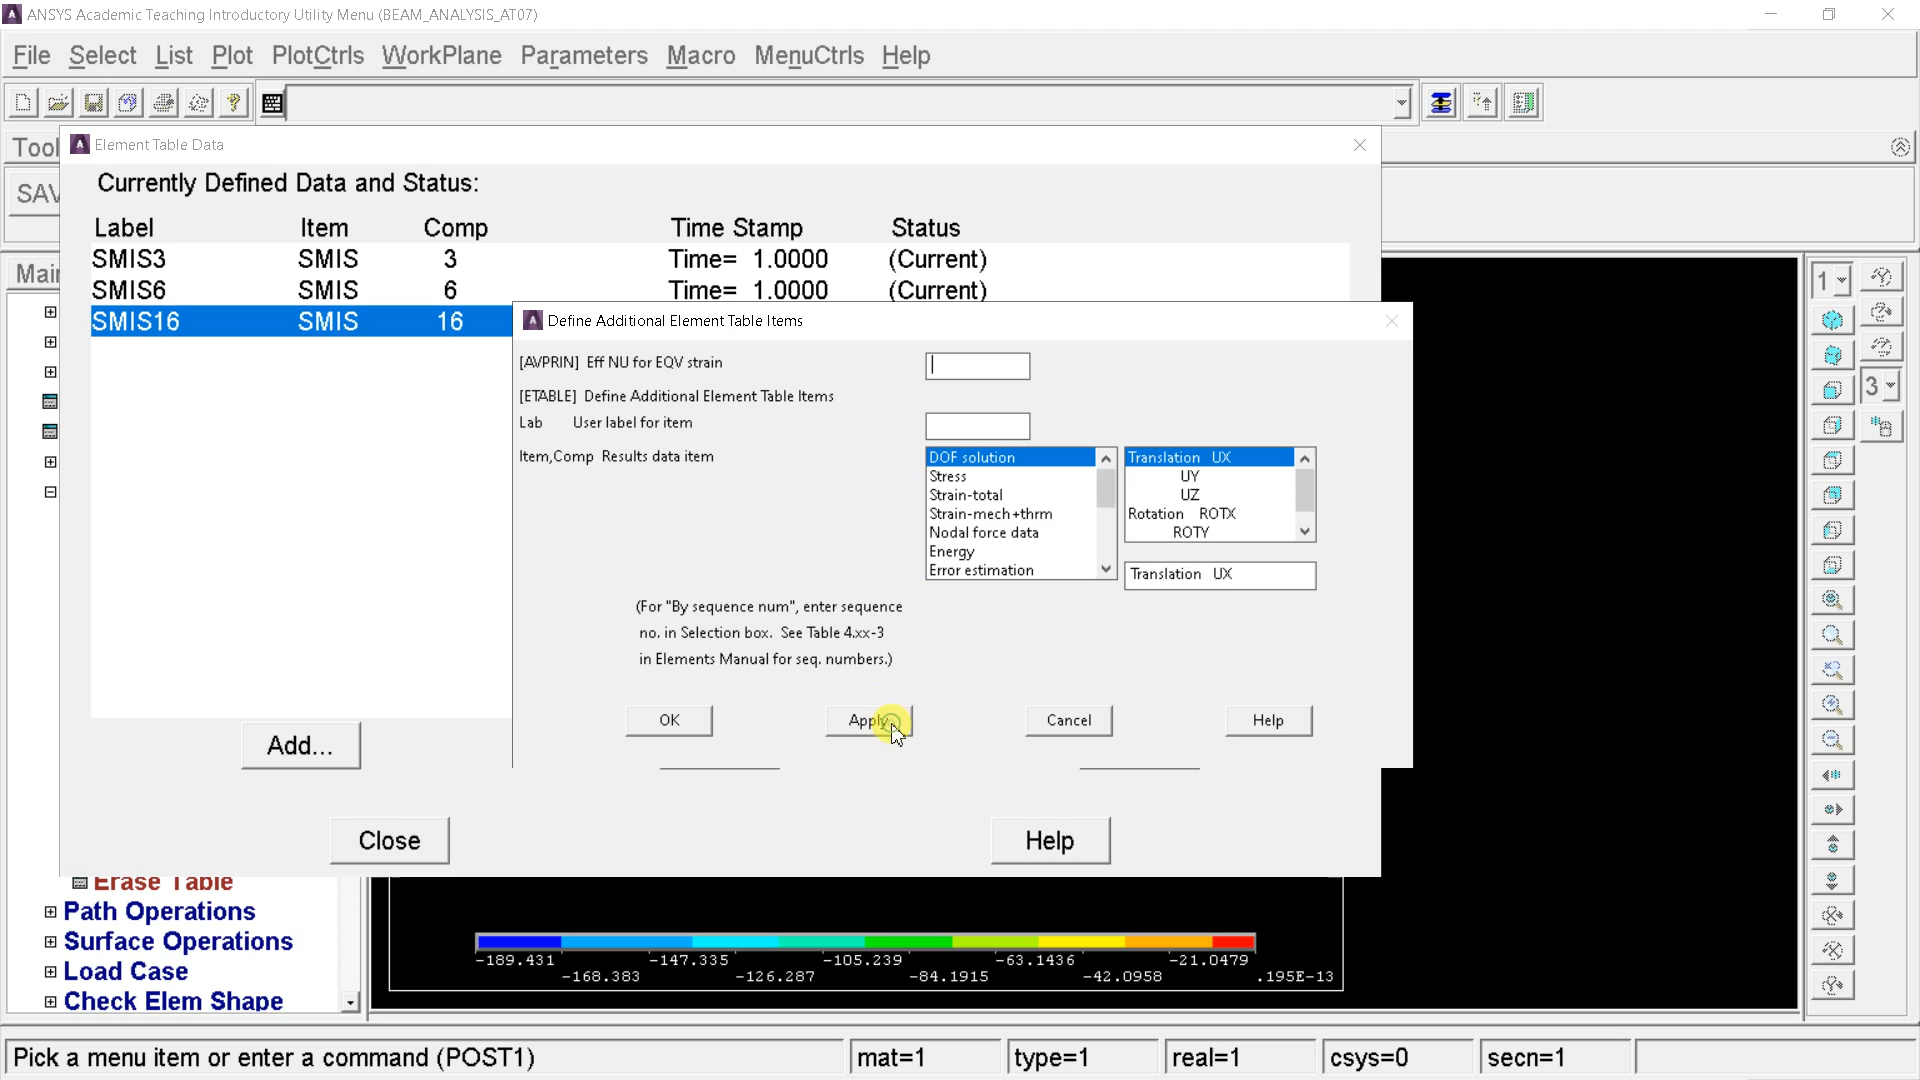 ANSYS Academic Teaching Introductory Utility Menu (BEAM_ANALYSIS_AT07)
File Select List Plot PlotCtrls WorkPlane Parameters Macro MenuCtrls Help
Tool
Element Table Data
SAV
Currently Defined Data and Status:
Label Item Comp Time Stamp Status
SMIS3 SMIS 3 Time= 1.0000 (Current)
SMIS6 SMIS 6 Time= 1.0000 (Current)
SMIS16 SMIS 16
Mai
1
3
Define Additional Element Table Items
[AVPRIN] Eff NU for EQV strain
[ETABLE] Define Additional Element Table Items
Lab User label for item
Item,Comp Results data item
DOF solution
Stress
Strain-total
Strain-mech+thrm
Nodal force data
Energy
Error estimation
Translation UX
UY
UZ
Rotation ROTX
ROTY
Translation UX
(For "By sequence num", enter sequence
no. in Selection box. See Table 4.xx-3
in Elements Manual for seq. numbers.)
OK Apply Cancel Help
Add...
Close Help
Erase Table
Path Operations
Surface Operations
Load Case
Check Elem Shape
-189.431 -147.335 -105.239 -63.1436 -21.0479
-168.383 -126.287 -84.1915 -42.0958 .195E-13
Pick a menu item or enter a command (POST1) mat=1 type=1 real=1 csys=0 secn=1